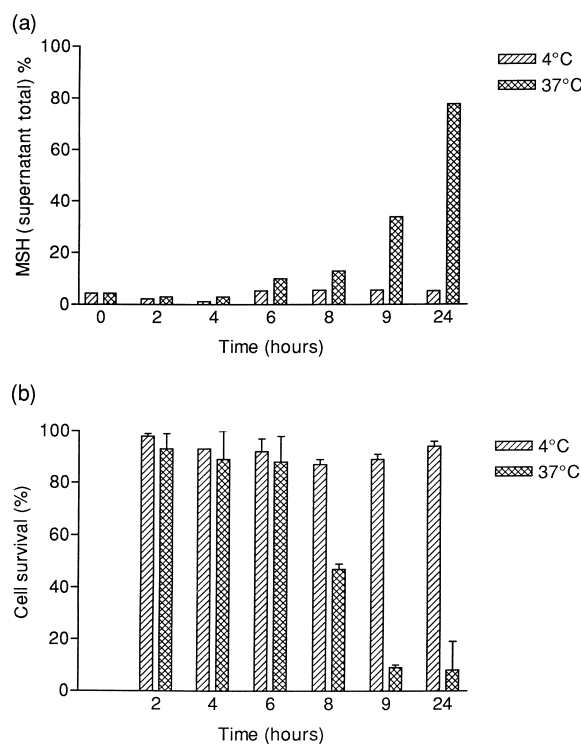 (a)
100
80
60
40
20
0
MSH ( supernatant total) %
0 2 4 6 8 9 24
Time (hours)
4°C
37°C
(b)
100
80
60
40
20
0
Cell survival (%)
2 4 6 8 9 24
Time (hours)
4°C
37°C